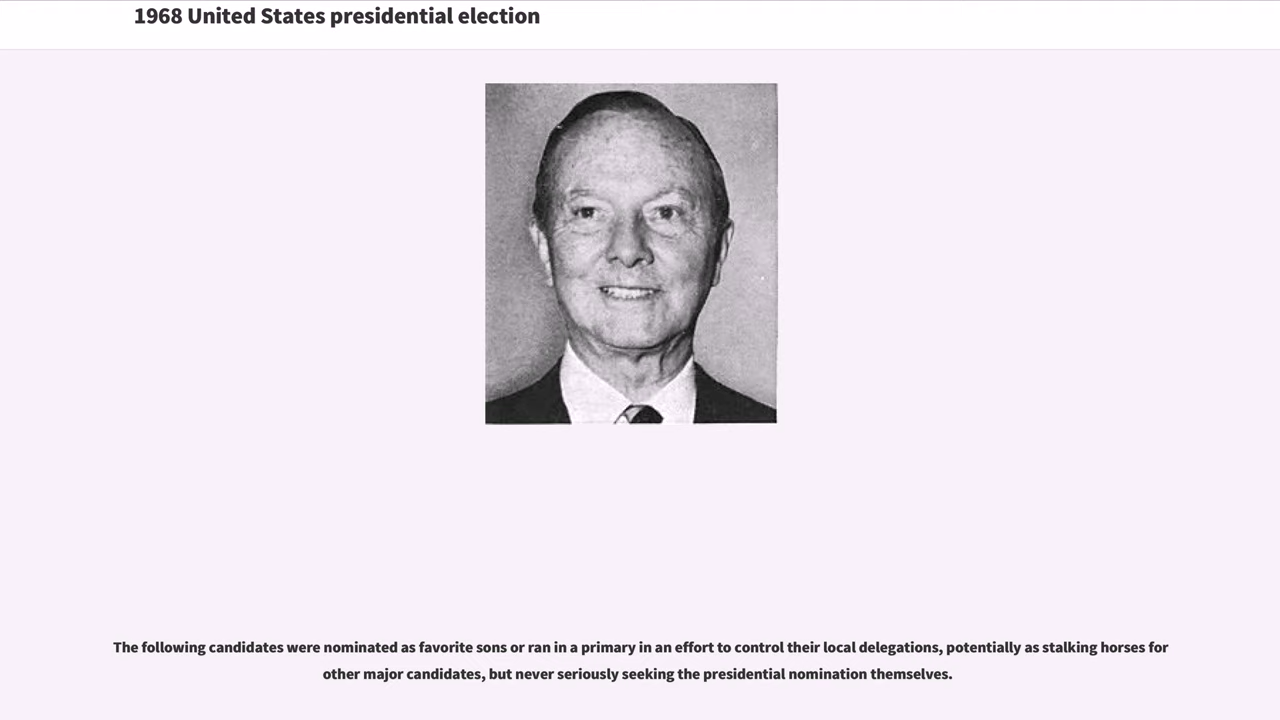 1968 United States presidential election
The following candidates were nominated as favorite sons or ran in a primary in an effort to control their local delegations, potentially as stalking horses for
other major candidates, but never seriously seeking the presidential nomination themselves.